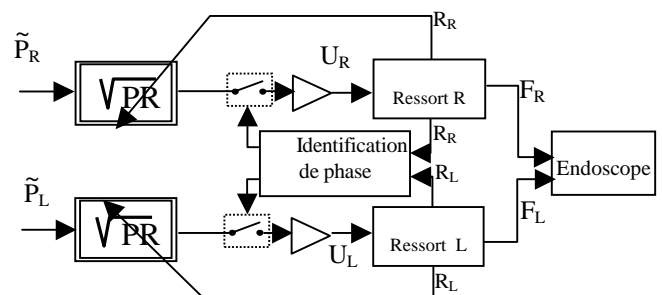 R_R
P̃_R
√PR
U_R
Ressort R
F_R
R_R
Identification
de phase
R_L
Endoscope
P̃_L
√PR
U_L
Ressort L
F_L
R_L